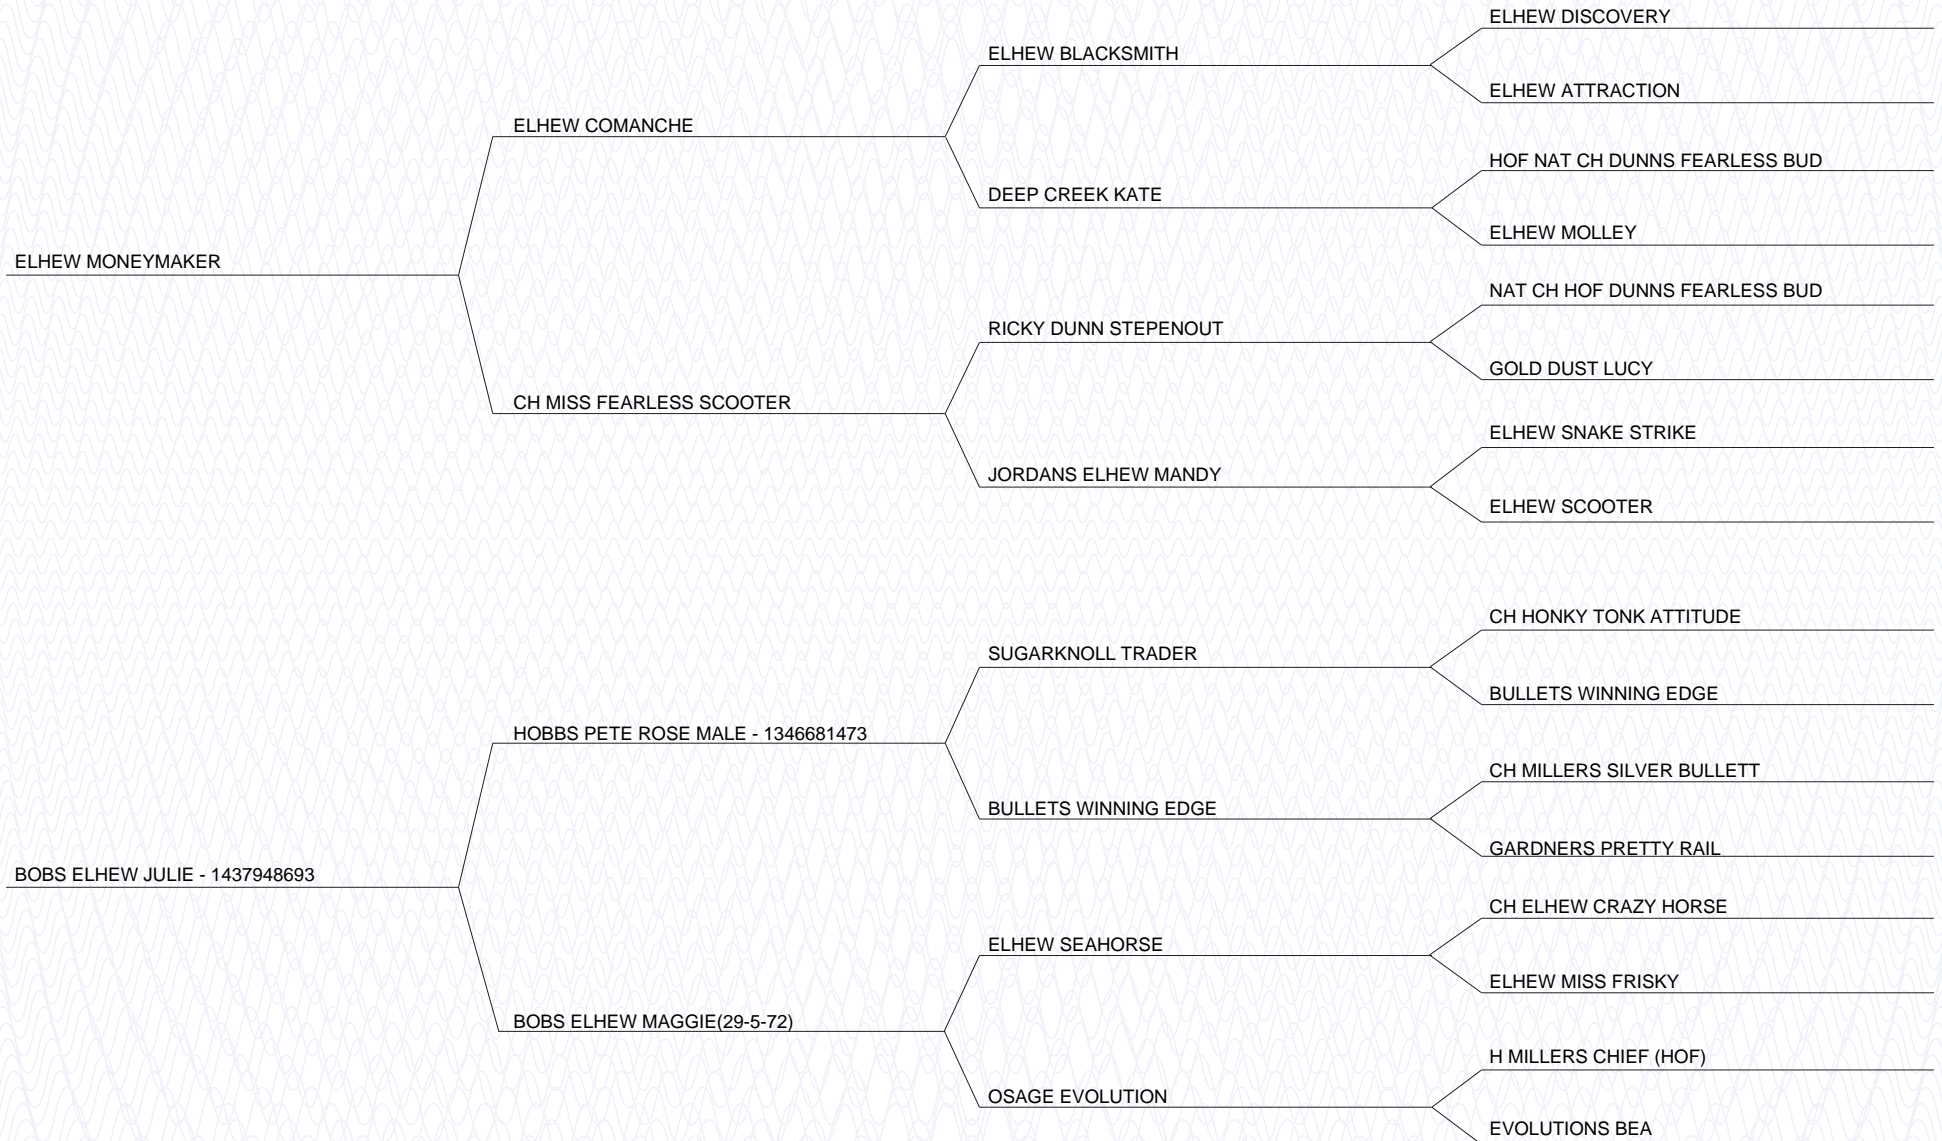 ELHEW DISCOVERY
ELHEW BLACKSMITH
ELHEW ATTRACTION
ELHEW COMANCHE
HOF NAT CH DUNNS FEARLESS BUD
DEEP CREEK KATE
ELHEW MOLLEY
ELHEW MONEYMAKER
NAT CH HOF DUNNS FEARLESS BUD
RICKY DUNN STEPENOUT
GOLD DUST LUCY
CH MISS FEARLESS SCOOTER
ELHEW SNAKE STRIKE
JORDANS ELHEW MANDY
ELHEW SCOOTER
CH HONKY TONK ATTITUDE
SUGARKNOLL TRADER
BULLETS WINNING EDGE
HOBBS PETE ROSE MALE - 1346681473
CH MILLERS SILVER BULLETT
BULLETS WINNING EDGE
GARDNERS PRETTY RAIL
BOBS ELHEW JULIE - 1437948693
CH ELHEW CRAZY HORSE
ELHEW SEAHORSE
ELHEW MISS FRISKY
BOBS ELHEW MAGGIE(29-5-72)
H MILLERS CHIEF (HOF)
OSAGE EVOLUTION
EVOLUTIONS BEA